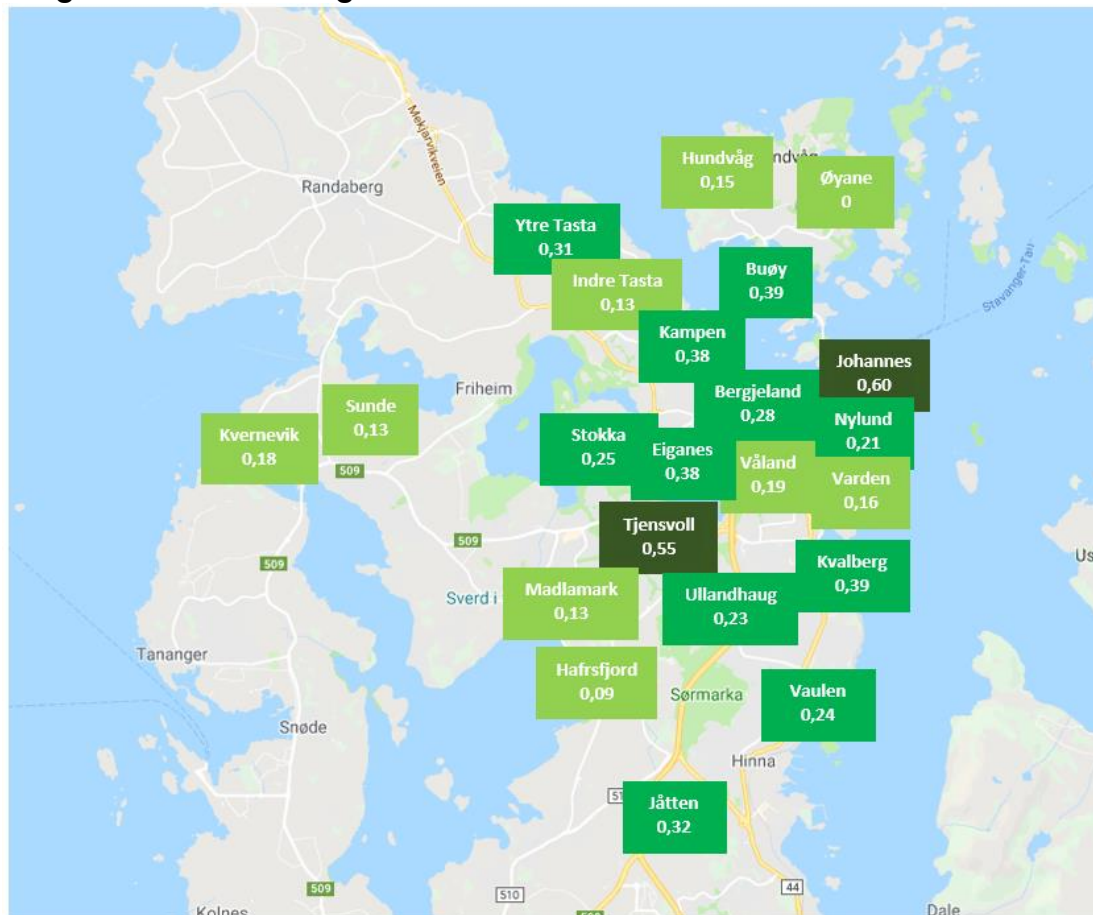 Mekjarvikveien
Hundvåg
0,15
ndvåg
Øyane
0
Randaberg
Ytre Tasta
0,31
Indre Tasta
0,13
Buøy
0,39
Stavanger-Tau
Kampen
0,38
Johannes
0,60
Friheim
Bergjeland
0,28
Sunde
0,13
Nylund
0,21
Kvernevik
0,18
Stokka
0,25
Eiganes
0,38
Våland
0,19
Varden
0,16
509
Tjensvoll
0,55
509
509
Kvalberg
0,39
Us
Sverd i
Madlamark
0,13
Ullandhaug
0,23
Tananger
Hafrsfjord
0,09
Sørmarka
Vaulen
0,24
Snøde
Hinna
Jåtten
0,32
509
510
44
Kolnes
Dale